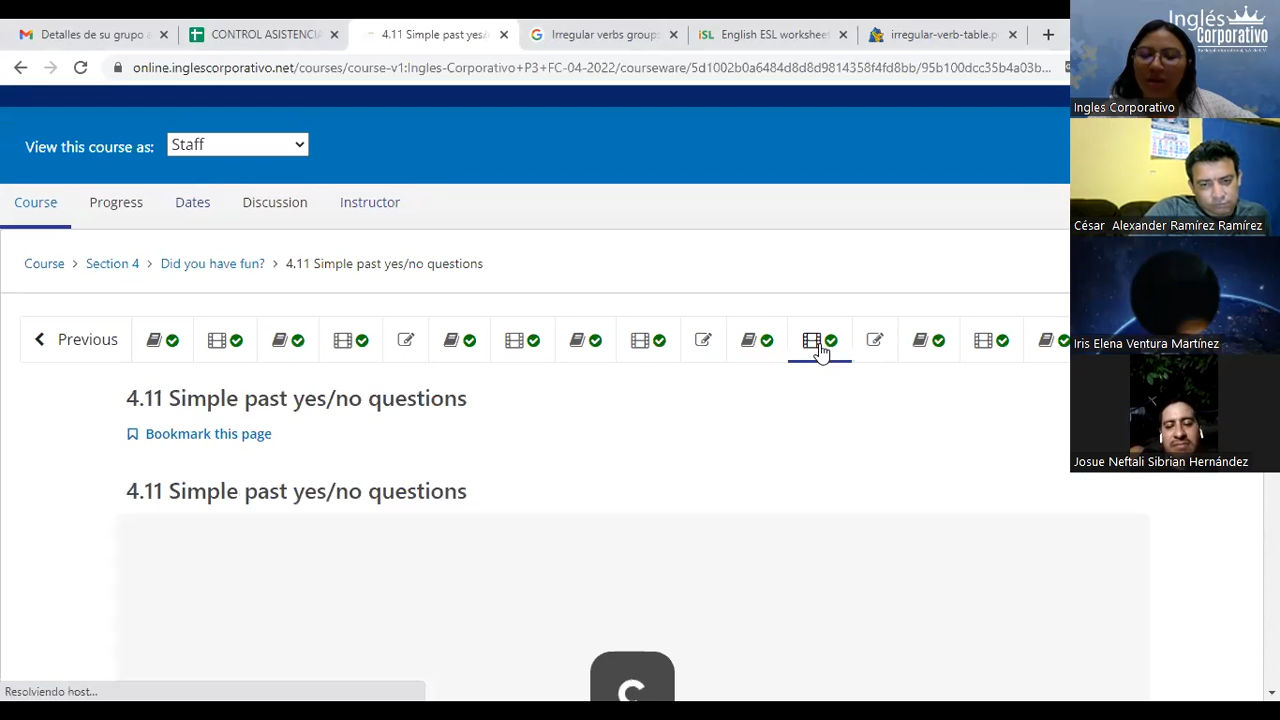 Detalles de su grupo
CONTROL ASISTENCIA
4.11 Simple past yes/
Irregular verbs groups
English ESL worksheet
irregular-verb-table.p
online.inglescorporativo.net/courses/course-v1:Ingles-Corporativo+P3+FC-04-2022/courseware/5d1002b0a6484d8d8d9814358f4fd8bb/95b100dcc35b4a03b...
View this course as:
Staff
Course
Progress
Dates
Discussion
Instructor
Course > Section 4 > Did you have fun? > 4.11 Simple past yes/no questions
Previous
4.11 Simple past yes/no questions
Bookmark this page
4.11 Simple past yes/no questions
Resolviendo host...
Inglés
Corporativo
Ingles Corporativo
César Alexander Ramírez Ramírez
Iris Elena Ventura Martínez
Josue Neftali Sibrian Hernández